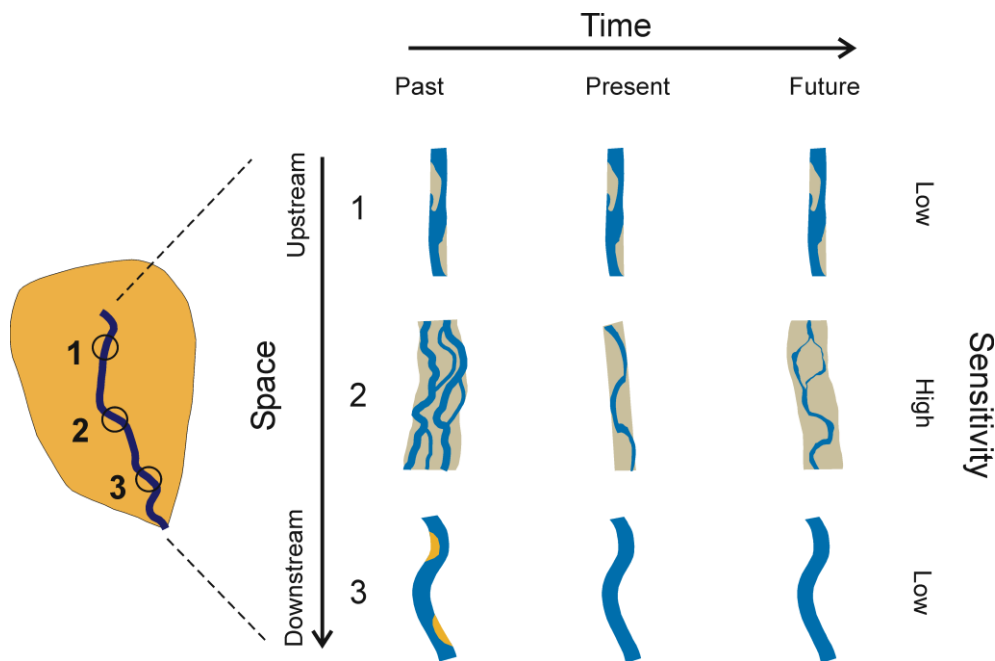 Time
Past
Present
Future
Upstream
1
Low
1
2
3
Space
2
High
Sensitivity
Downstream
3
Low